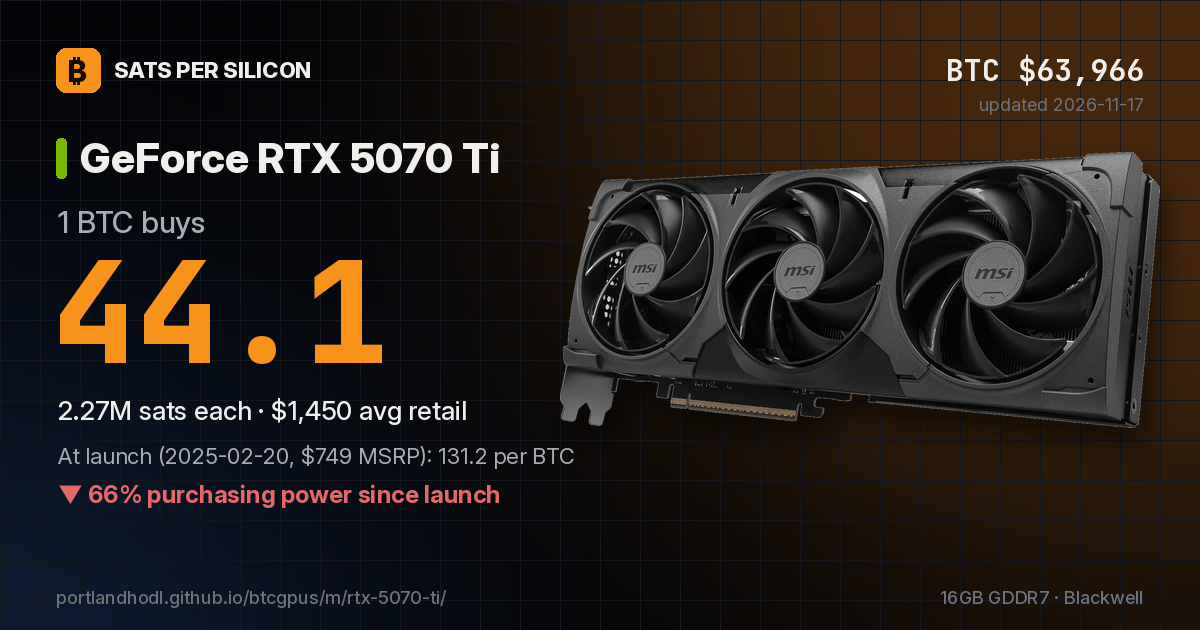 SATS PER SILICON
BTC $63,966
updated 2026-11-17
GeForce RTX 5070 Ti
1 BTC buys
44.1
2.27M sats each · $1,450 avg retail
At launch (2025-02-20, $749 MSRP): 131.2 per BTC
▼ 66% purchasing power since launch
msi
msi
msi
portlandhodl.github.io/btcgpus/m/rtx-5070-ti/
16GB GDDR7 · Blackwell